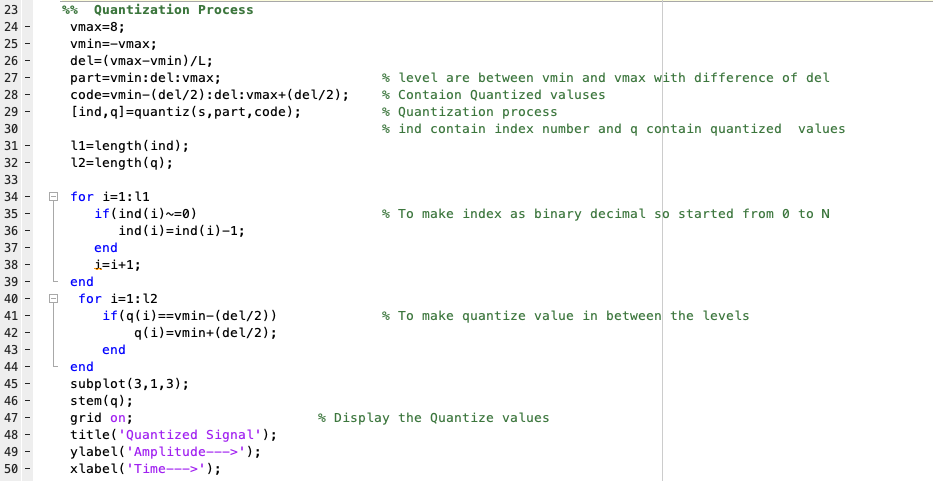 23 %% Quantization Process
24 - vmax=8;
25 - vmin=-vmax;
26 - del=(vmax-vmin)/L;
27 - part=vmin:del:vmax; % level are between vmin and vmax with difference of del
28 - code=vmin-(del/2):del:vmax+(del/2); % Contaion Quantized valuses
29 - [ind,q]=quantiz(s,part,code); % Quantization process
30 % ind contain index number and q contain quantized values
31 - l1=length(ind);
32 - l2=length(q);
33
34 - for i=1:l1
35 - if(ind(i)~=0) % To make index as binary decimal so started from 0 to N
36 - ind(i)=ind(i)-1;
37 - end
38 - i=i+1;
39 - end
40 - for i=1:l2
41 - if(q(i)==vmin-(del/2)) % To make quantize value in between the levels
42 - q(i)=vmin+(del/2);
43 - end
44 - end
45 - subplot(3,1,3);
46 - stem(q);
47 - grid on; % Display the Quantize values
48 - title('Quantized Signal');
49 - ylabel('Amplitude--->');
50 - xlabel('Time--->');